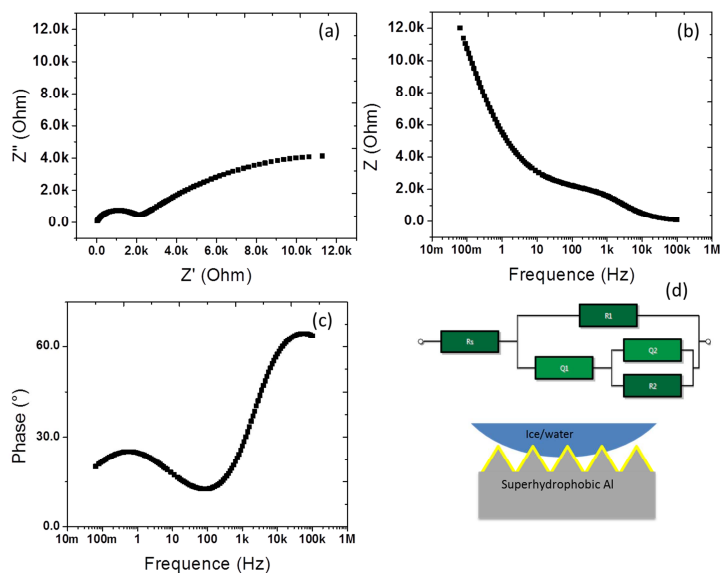 (a)
12.0k
10.0k
8.0k
6.0k
4.0k
2.0k
0.0
Z'' (Ohm)
0.0 2.0k 4.0k 6.0k 8.0k 10.0k 12.0k
Z' (Ohm)
(b)
12.0k
10.0k
8.0k
6.0k
4.0k
2.0k
0.0
Z (Ohm)
10m 100m 1 10 100 1k 10k 100k 1M
Frequence (Hz)
(c)
60.0
30.0
0.0
Phase (°)
10m 100m 1 10 100 1k 10k 100k 1M
Frequence (Hz)
(d)
R1
Rs
Q2
Q1
R2
Ice/water
Superhydrophobic Al